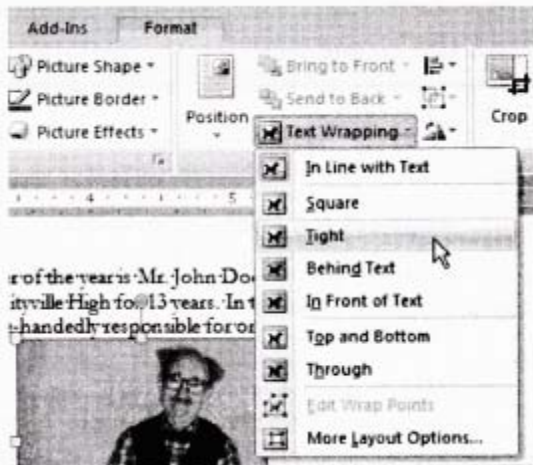 Add-Ins Format
Picture Shape
Picture Border
Picture Effects
Position
Bring to Front
Send to Back
Text Wrapping
Crop
4 5
In Line with Text
Square
Tight
Behind Text
In Front of Text
Top and Bottom
Through
Edit Wrap Points
More Layout Options...
r of the year is Mr. John Do
ityville High for 13 years. In
-handedly responsible for or